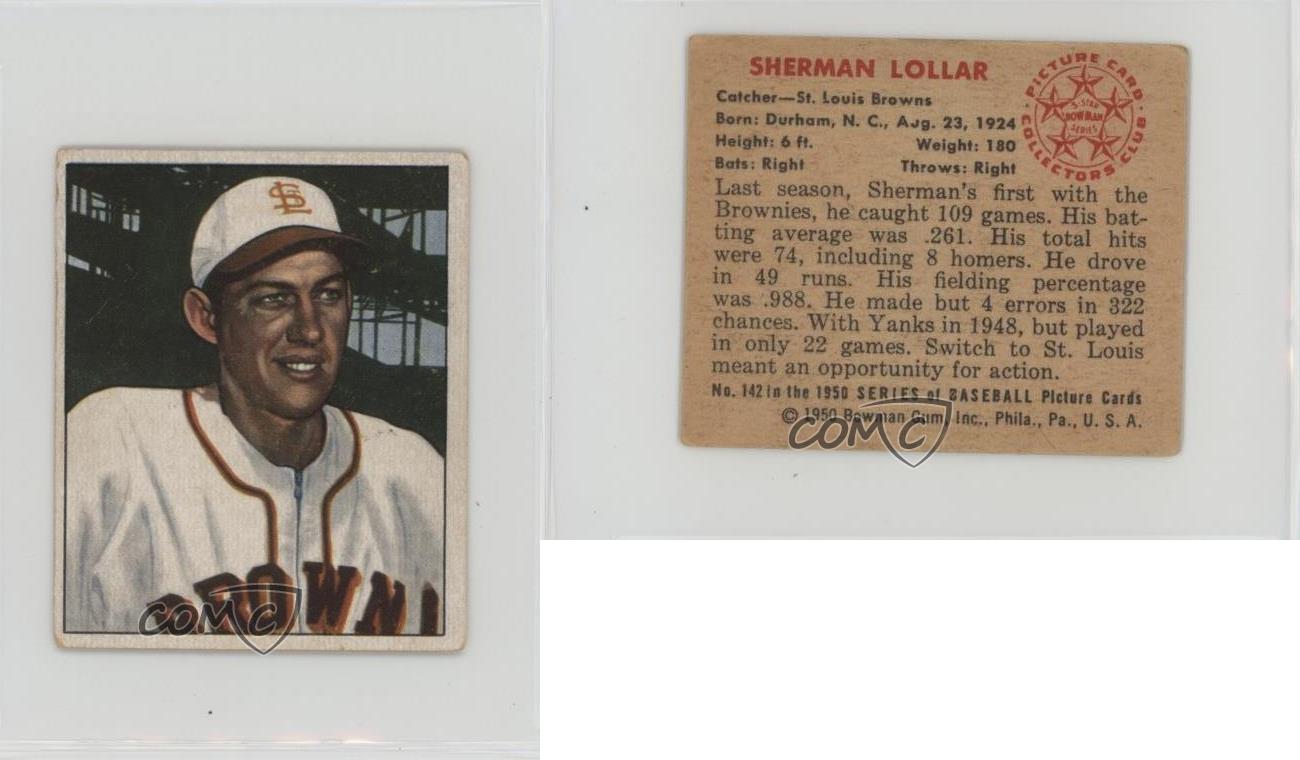 SL
BROWN
COMC
SHERMAN LOLLAR
Catcher—St. Louis Browns
Born: Durham, N. C., Aug. 23, 1924
Height: 6 ft. Weight: 180
Bats: Right Throws: Right
PICTURE CARD
COLLECTORS CLUB
5-STAR
BOWMAN
SERIES
Last season, Sherman's first with the
Brownies, he caught 109 games. His bat-
ting average was .261. His total hits
were 74, including 8 homers. He drove
in 49 runs. His fielding percentage
was .988. He made but 4 errors in 322
chances. With Yanks in 1948, but played
in only 22 games. Switch to St. Louis
meant an opportunity for action.
No. 142 in the 1950 SERIES of BASEBALL Picture Cards
© 1950 Bowman Gum, Inc., Phila., Pa., U. S. A.
COMC